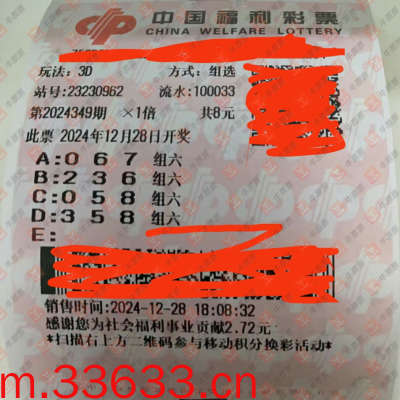 中国福利彩票
CHINA WELFARE LOTTERY
玩法: 3D 方式: 组选
站号: 23230962 流水: 100033
第2024349期 ×1倍 共8元
此票 2024年12月28日开奖
A: 0 6 7 组六
B: 2 3 6 组六
C: 0 5 8 组六
D: 3 5 8 组六
E:
销售时间: 2024-12-28 18:08:32
感谢您为社会福利事业贡献2.72元
*扫描右上方二维码参与移动积分换彩活动*
m.33633.cn